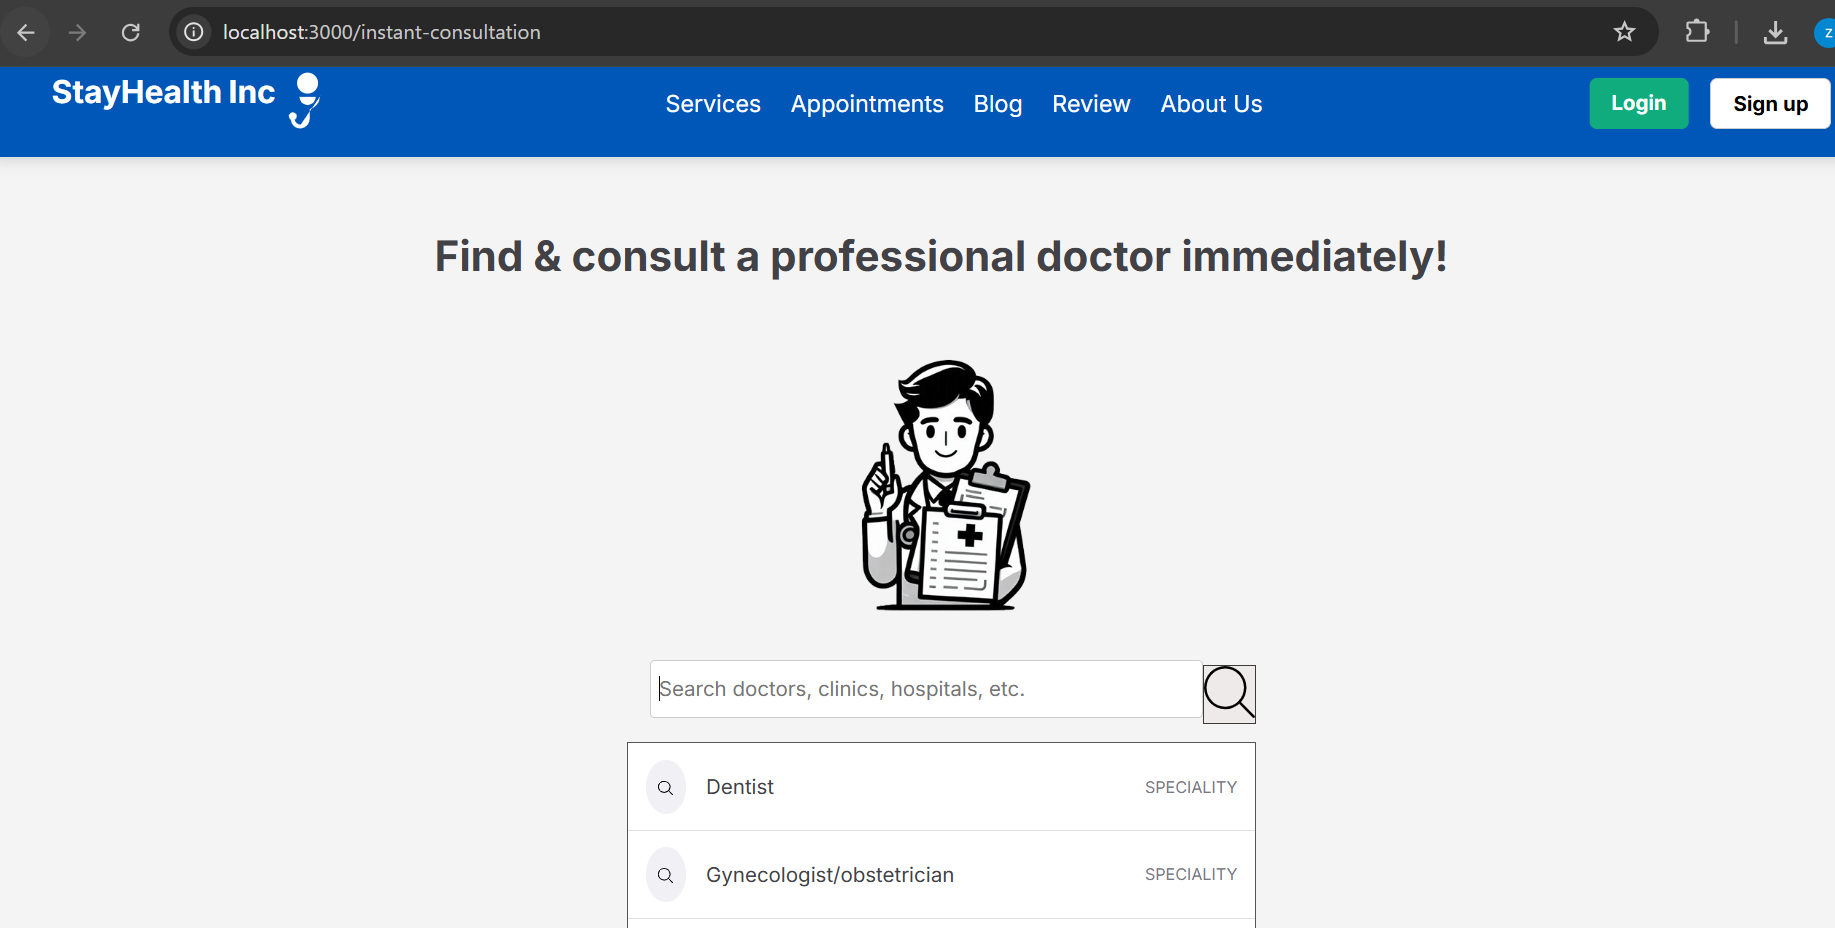 localhost:3000/instant-consultation
Z
StayHealth Inc
Services Appointments Blog Review About Us
Login Sign up
Find & consult a professional doctor immediately!
Search doctors, clinics, hospitals, etc.
Dentist SPECIALITY
Gynecologist/obstetrician SPECIALITY